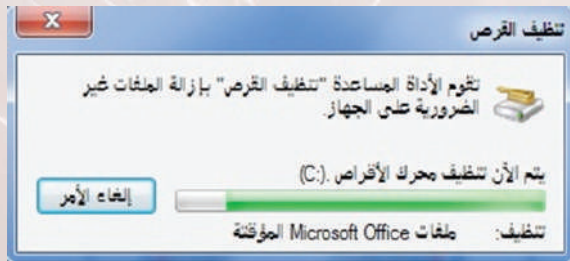 تنظيف القرص
تقوم الأداة المساعدة "تنظيف القرص" بإزالة الملفات غير
الضرورية على الجهاز.
يتم الآن تنظيف محرك الأقراص .(C:)
إلغاء الأمر
تنظيف: ملفات Microsoft Office المؤقتة